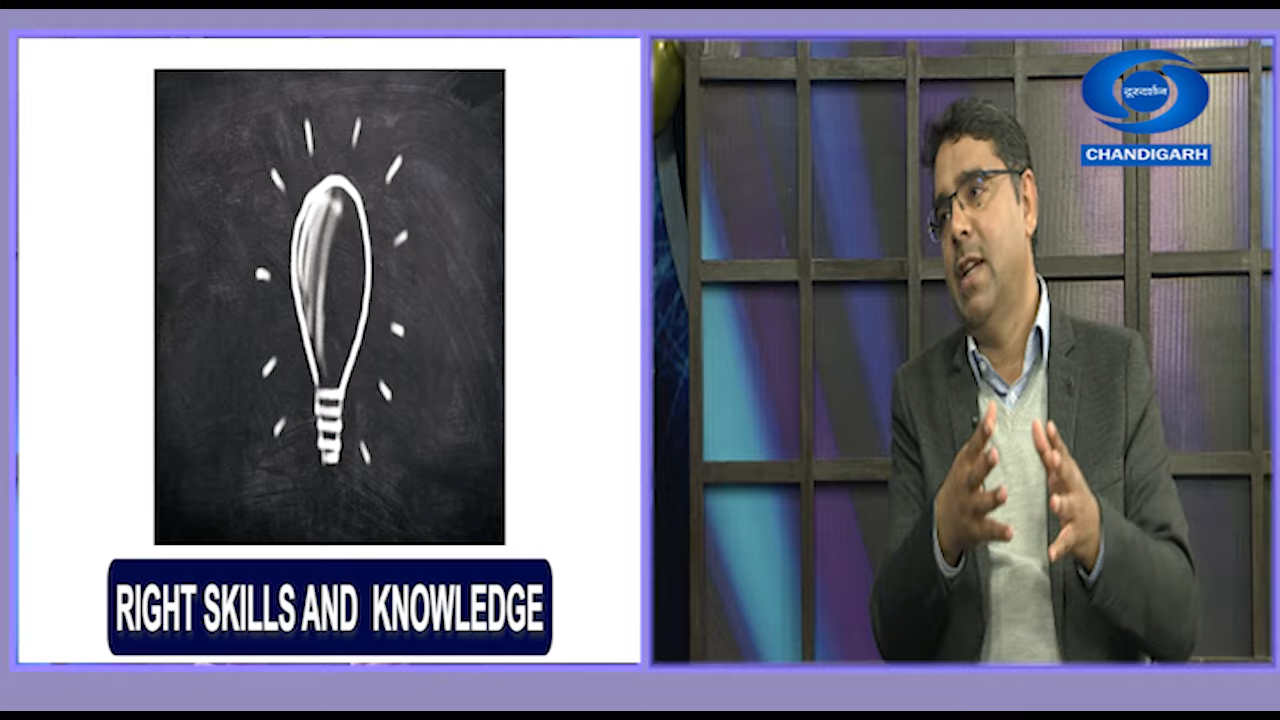 RIGHT SKILLS AND KNOWLEDGE
दूरदर्शन
CHANDIGARH